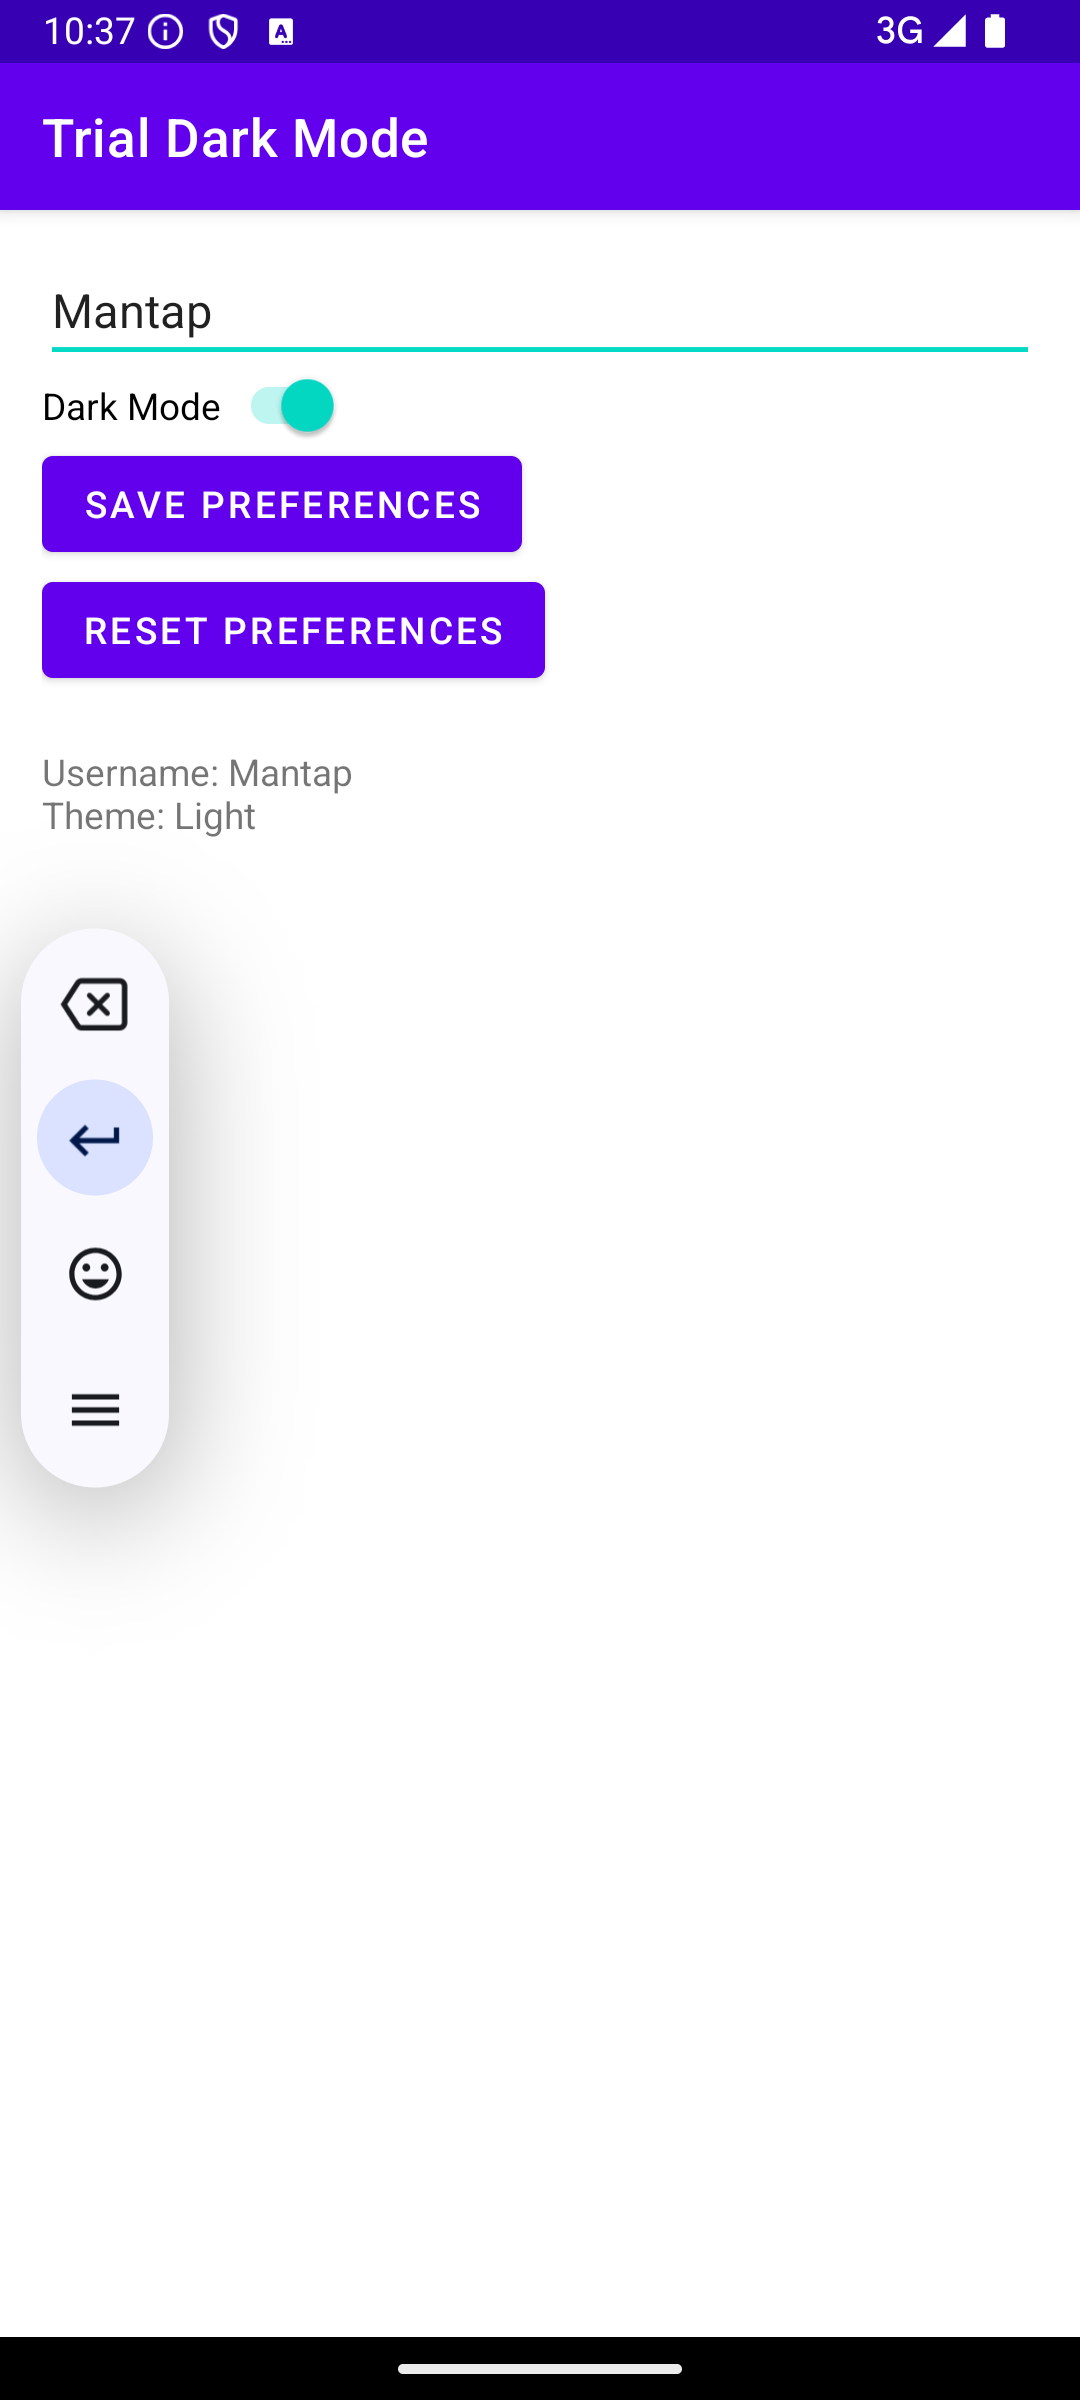 10:37
3G
Trial Dark Mode
Mantap
Dark Mode
SAVE PREFERENCES
RESET PREFERENCES
Username: Mantap
Theme: Light